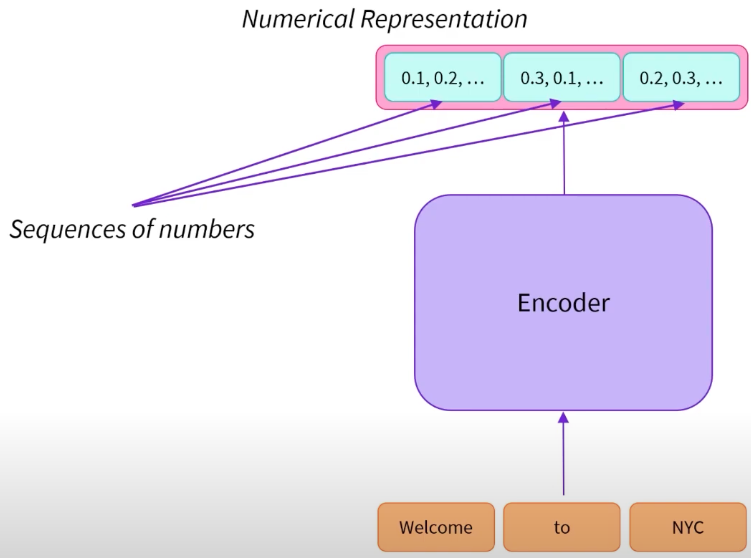 Numerical Representation
0.1, 0.2, … 0.3, 0.1, … 0.2, 0.3, …
Sequences of numbers
Encoder
Welcome to NYC